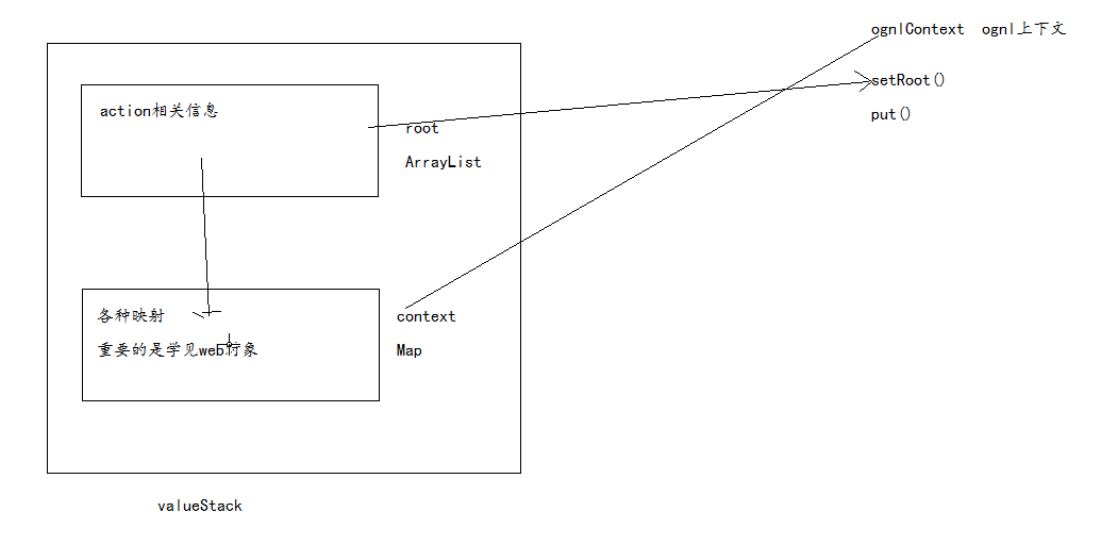 ognlContext ognl上下文
setRoot()
put()
action相关信息
root
ArrayList
各种映射
重要的是学见web对象
context
Map
valueStack